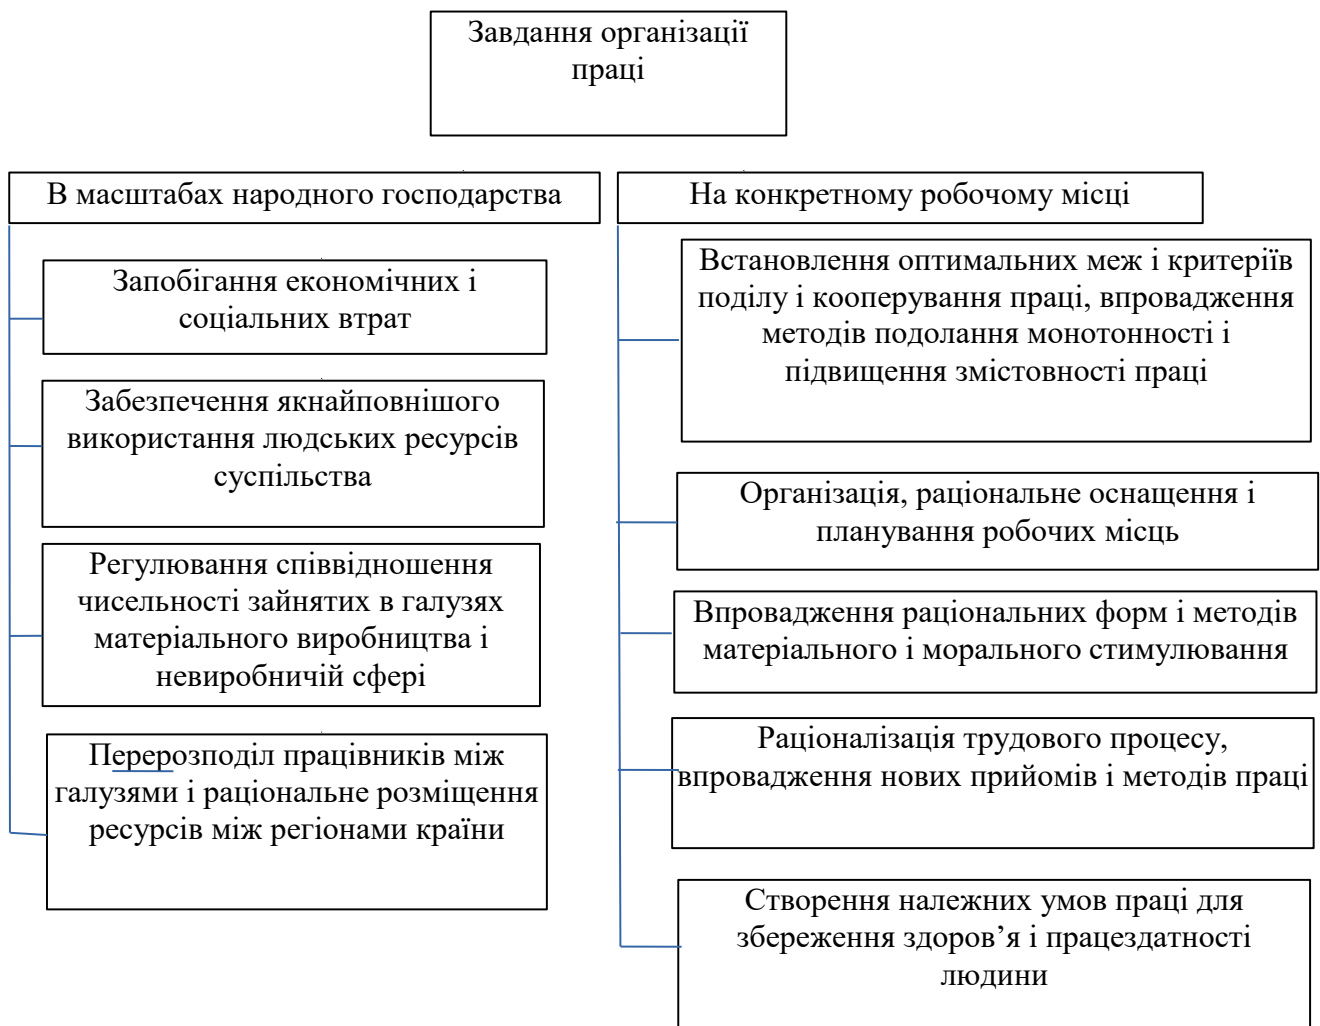 Завдання організації
праці
В масштабах народного господарства
Запобігання економічних і
соціальних втрат
Забезпечення якнайповнішого
використання людських ресурсів
суспільства
Регулювання співвідношення
чисельності зайнятих в галузях
матеріального виробництва і
невиробничій сфері
Перерозподіл працівників між
галузями і раціональне розміщення
ресурсів між регіонами країни
На конкретному робочому місці
Встановлення оптимальних меж і критеріїв
поділу і кооперування праці, впровадження
методів подолання монотонності і
підвищення змістовності праці
Організація, раціональне оснащення і
планування робочих місць
Впровадження раціональних форм і методів
матеріального і морального стимулювання
Раціоналізація трудового процесу,
впровадження нових прийомів і методів праці
Створення належних умов праці для
збереження здоров’я і працездатності
людини